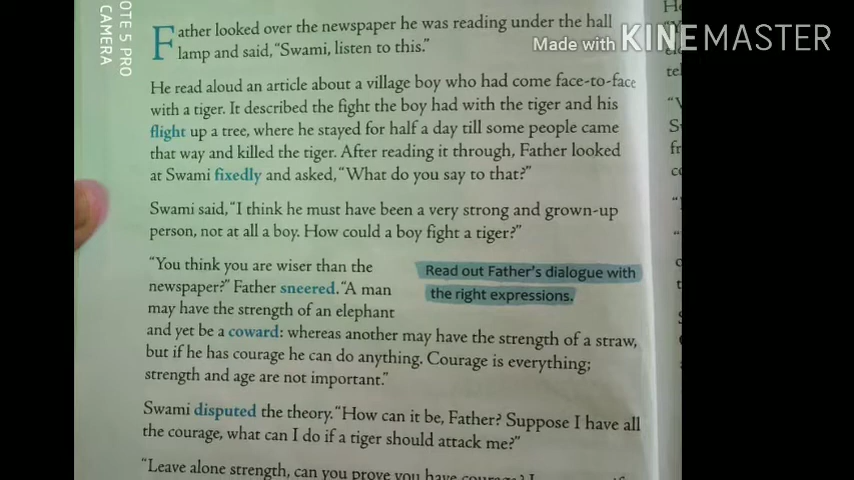 OTE 5 PRO
CAMERA
Made with KINEMASTER
Father looked over the newspaper he was reading under the hall
lamp and said, “Swami, listen to this.”
He read aloud an article about a village boy who had come face-to-face
with a tiger. It described the fight the boy had with the tiger and his
flight up a tree, where he stayed for half a day till some people came
that way and killed the tiger. After reading it through, Father looked
at Swami fixedly and asked, “What do you say to that?”
Swami said, “I think he must have been a very strong and grown-up
person, not at all a boy. How could a boy fight a tiger?”
“You think you are wiser than the
newspaper?” Father sneered. “A man
may have the strength of an elephant
Read out Father's dialogue with
the right expressions.
and yet be a coward: whereas another may have the strength of a straw,
but if he has courage he can do anything. Courage is everything;
strength and age are not important.”
Swami disputed the theory. “How can it be, Father? Suppose I have all
the courage, what can I do if a tiger should attack me?”
“Leave alone strength, can you prove you have courage?